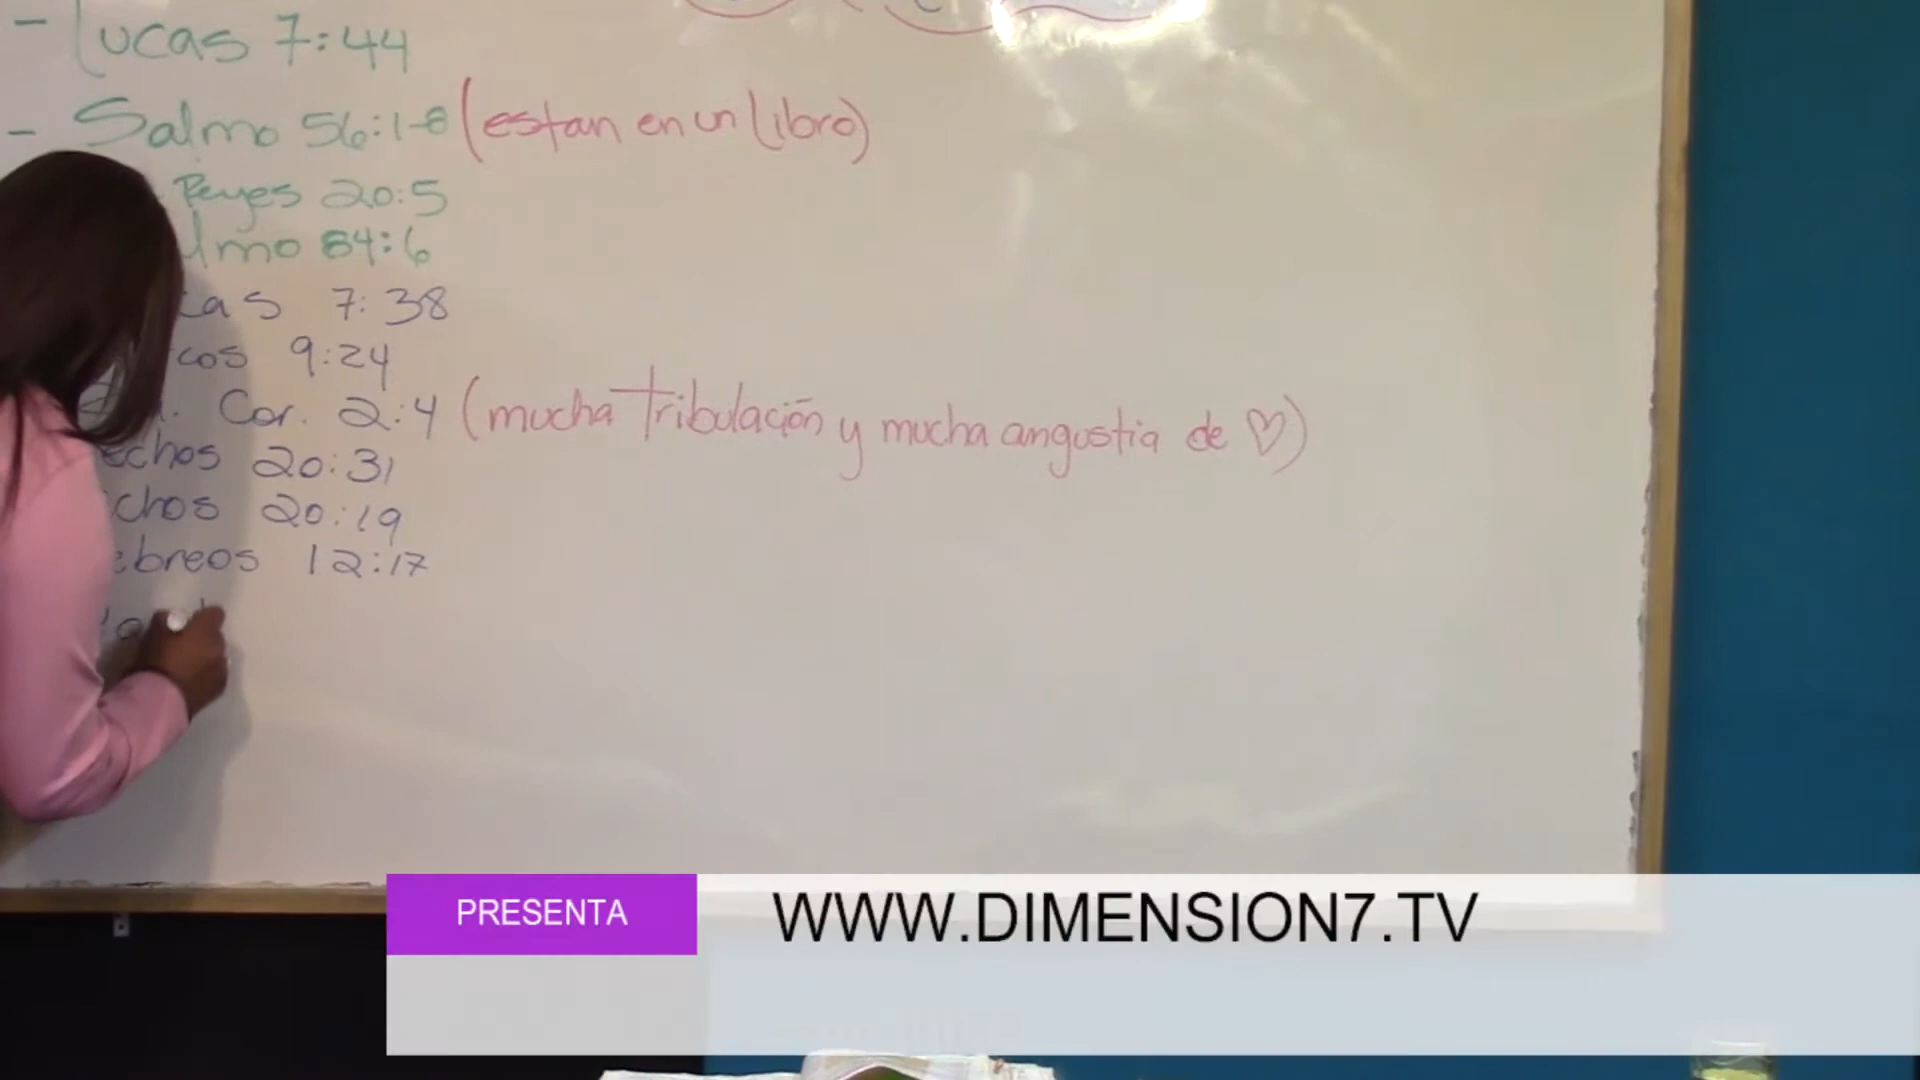 - Lucas 7:44
- Salmo 56:1-8 (estan en un libro)
Reyes 20:5
lmo 84:6
cas 7:38
cos 9:24
Cor. 2:4 (mucha tribulación y mucha angustia de ♡)
echos 20:31
chos 20:19
ebreos 12:17
PRESENTA
WWW.DIMENSION7.TV